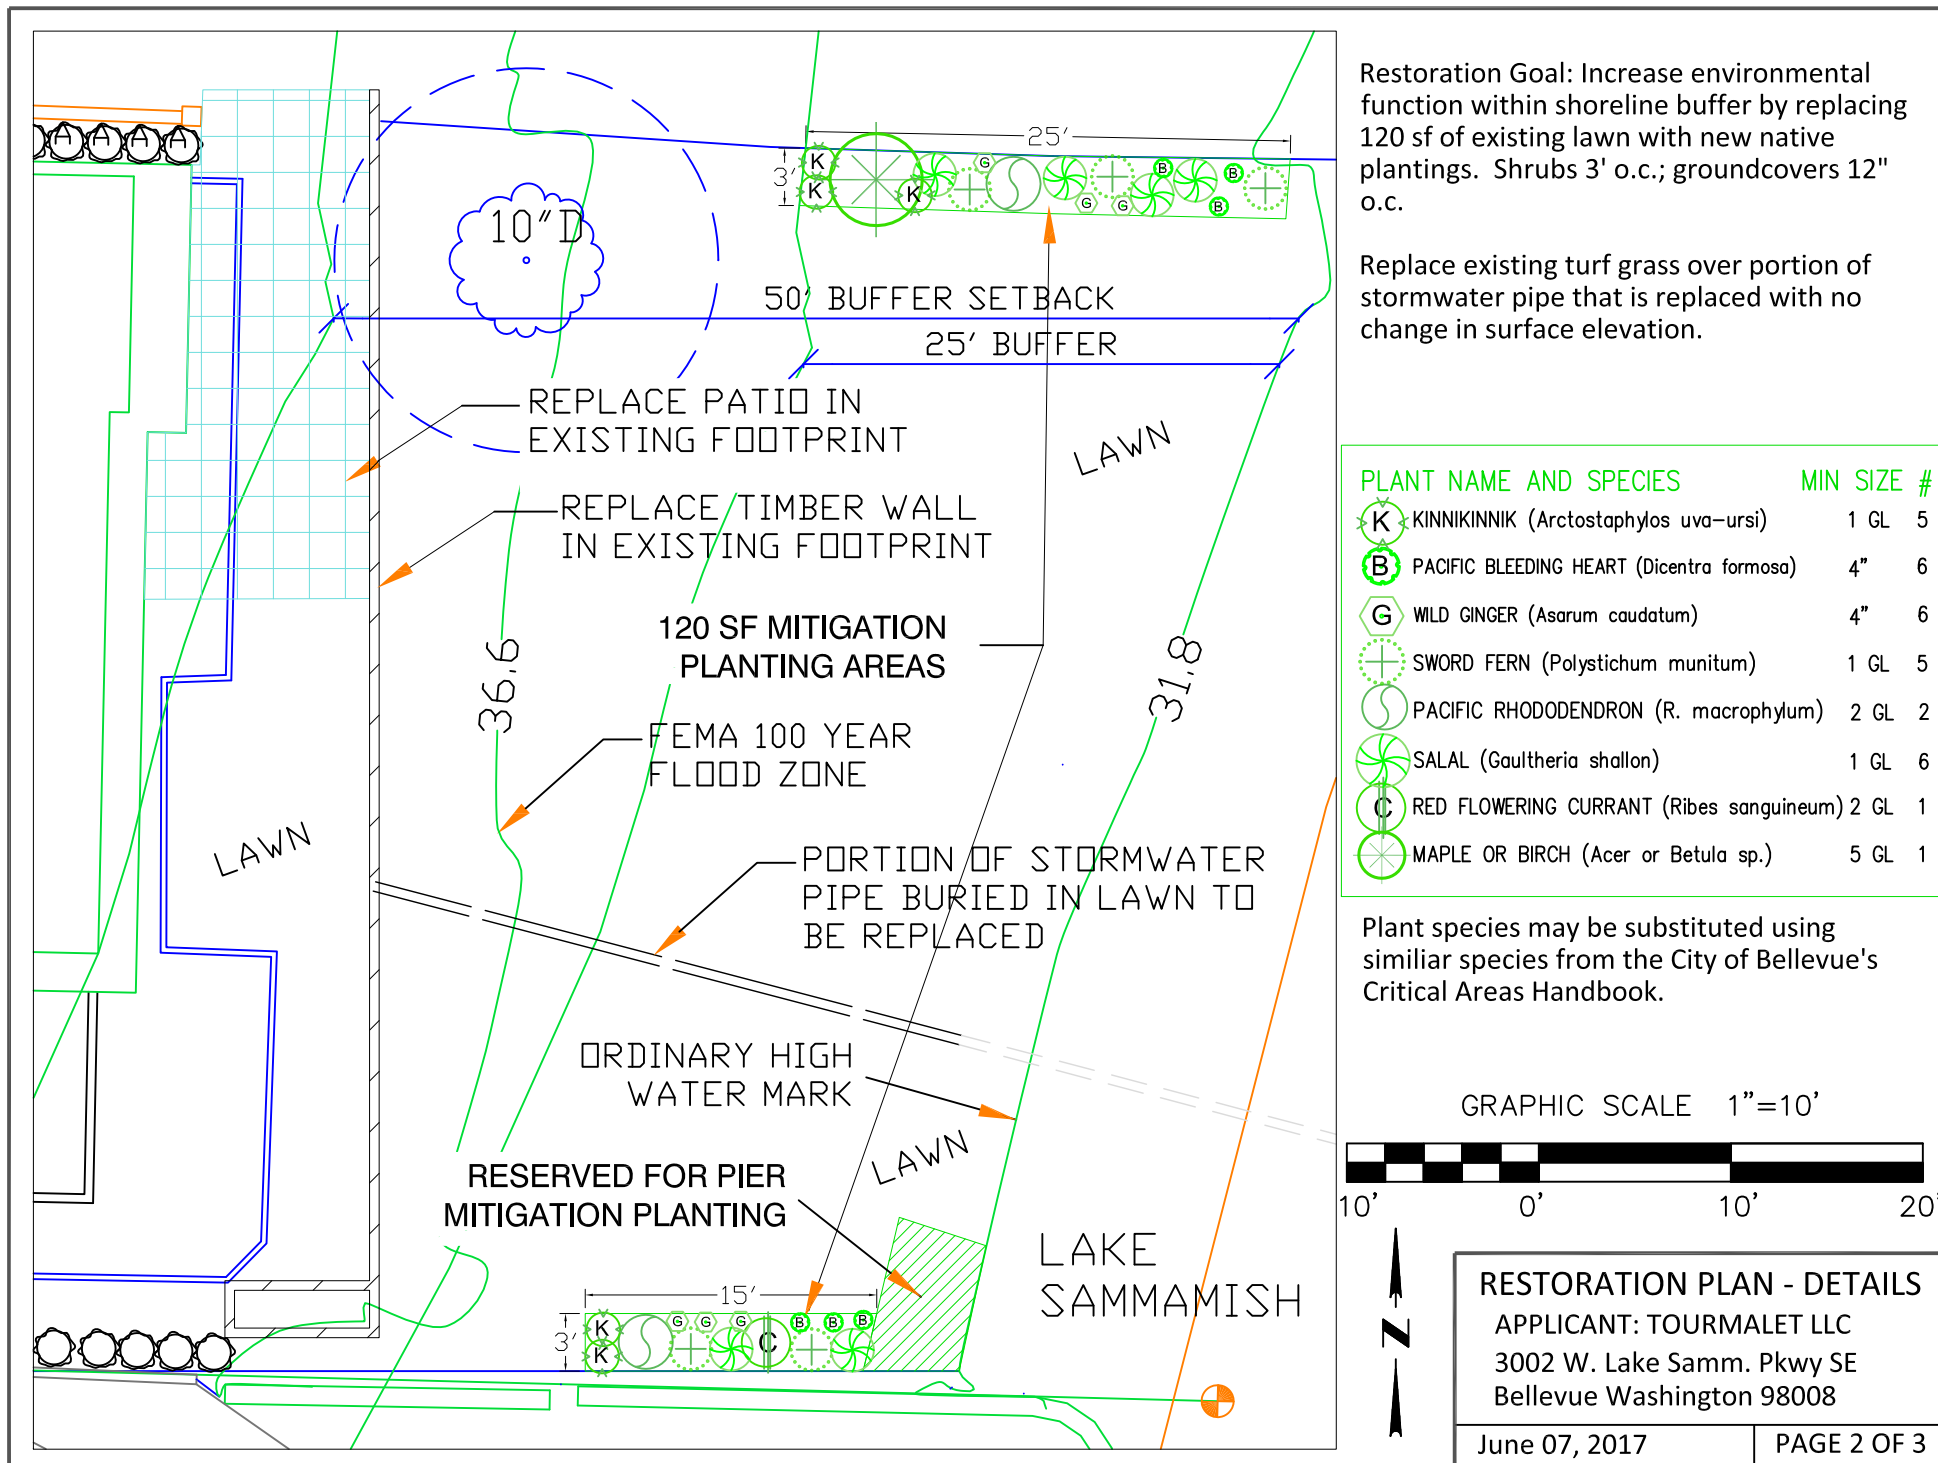 Restoration Goal: Increase environmental
function within shoreline buffer by replacing
120 sf of existing lawn with new native
plantings.  Shrubs 3' o.c.; groundcovers 12"
o.c.
Replace existing turf grass over portion of
stormwater pipe that is replaced with no
change in surface elevation.
A A A A
25'
3'
K
K
K
G
G
G
B
B
B
10"D
50' BUFFER SETBACK
25' BUFFER
REPLACE PATIO IN
EXISTING FOOTPRINT
LAWN
REPLACE TIMBER WALL
IN EXISTING FOOTPRINT
120 SF MITIGATION
PLANTING AREAS
36.6
31.8
FEMA 100 YEAR
FLOOD ZONE
LAWN
PORTION OF STORMWATER
PIPE BURIED IN LAWN TO
BE REPLACED
ORDINARY HIGH
WATER MARK
LAWN
RESERVED FOR PIER
MITIGATION PLANTING
LAKE
SAMMAMISH
15'
3'
K
K
G G G
C
B B B
PLANT NAME AND SPECIES MIN SIZE #
K KINNIKINNIK (Arctostaphylos uva-ursi) 1 GL 5
B PACIFIC BLEEDING HEART (Dicentra formosa) 4" 6
G WILD GINGER (Asarum caudatum) 4" 6
SWORD FERN (Polystichum munitum) 1 GL 5
PACIFIC RHODODENDRON (R. macrophylum) 2 GL 2
SALAL (Gaultheria shallon) 1 GL 6
C RED FLOWERING CURRANT (Ribes sanguineum) 2 GL 1
MAPLE OR BIRCH (Acer or Betula sp.) 5 GL 1
Plant species may be substituted using
similiar species from the City of Bellevue's
Critical Areas Handbook.
GRAPHIC SCALE 1"=10'
10' 0' 10' 20'
N
RESTORATION PLAN - DETAILS
APPLICANT: TOURMALET LLC
3002 W. Lake Samm. Pkwy SE
Bellevue Washington 98008
June 07, 2017
PAGE 2 OF 3